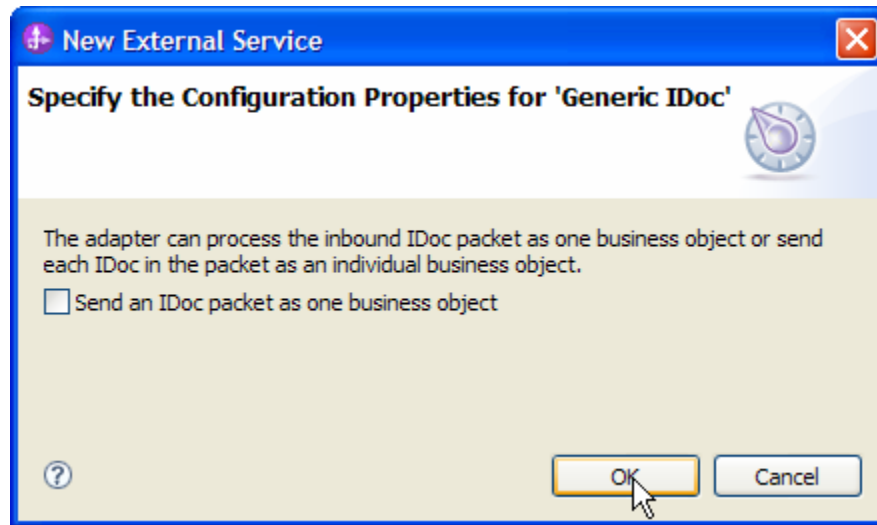 New External Service
Specify the Configuration Properties for 'Generic IDoc'
The adapter can process the inbound IDoc packet as one business object or send
each IDoc in the packet as an individual business object.
Send an IDoc packet as one business object
?
OK
Cancel